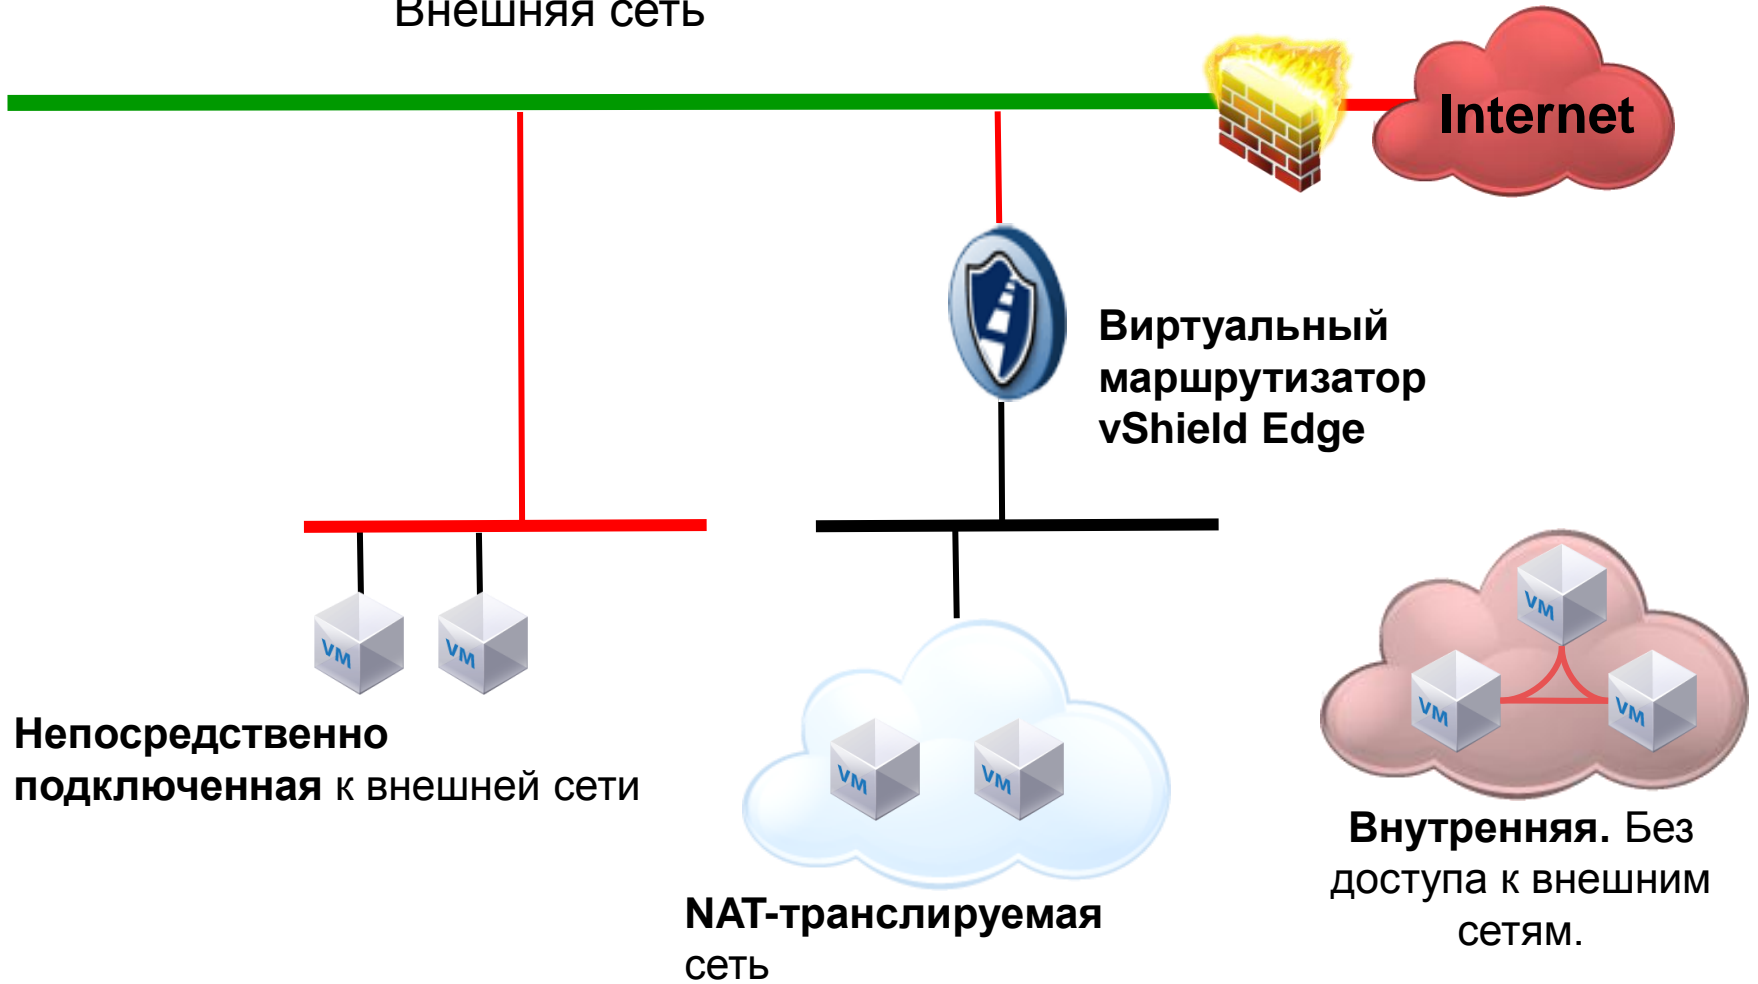 Внешняя сеть
Internet
Виртуальный
маршрутизатор
vShield Edge
VM
VM
VM
VM
VM
VM
VM
Непосредственно
подключенная к внешней сети
NAT-транслируемая
сеть
Внутренняя. Без
доступа к внешним
сетям.